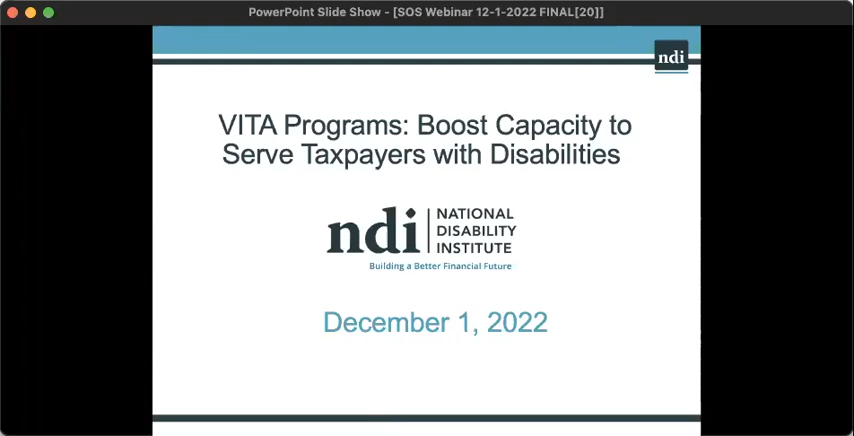 PowerPoint Slide Show - [SOS Webinar 12-1-2022 FINAL[20]]
ndi
VITA Programs: Boost Capacity to
Serve Taxpayers with Disabilities
ndi
NATIONAL
DISABILITY
INSTITUTE
Building a Better Financial Future
December 1, 2022